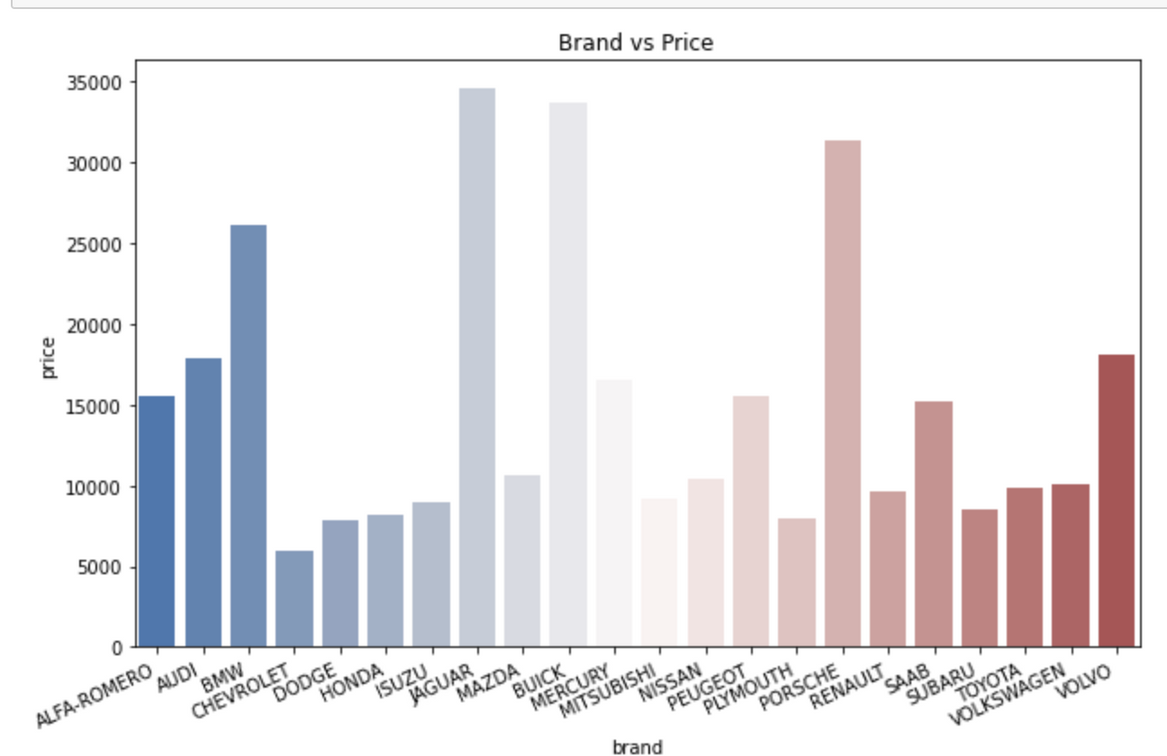 Brand vs Price
35000
30000
25000
20000
15000
10000
5000
0
price
ALFA-ROMERO
AUDI
BMW
CHEVROLET
DODGE
HONDA
ISUZU
JAGUAR
MAZDA
BUICK
MERCURY
MITSUBISHI
NISSAN
PEUGEOT
PLYMOUTH
PORSCHE
RENAULT
SAAB
SUBARU
TOYOTA
VOLKSWAGEN
VOLVO
brand